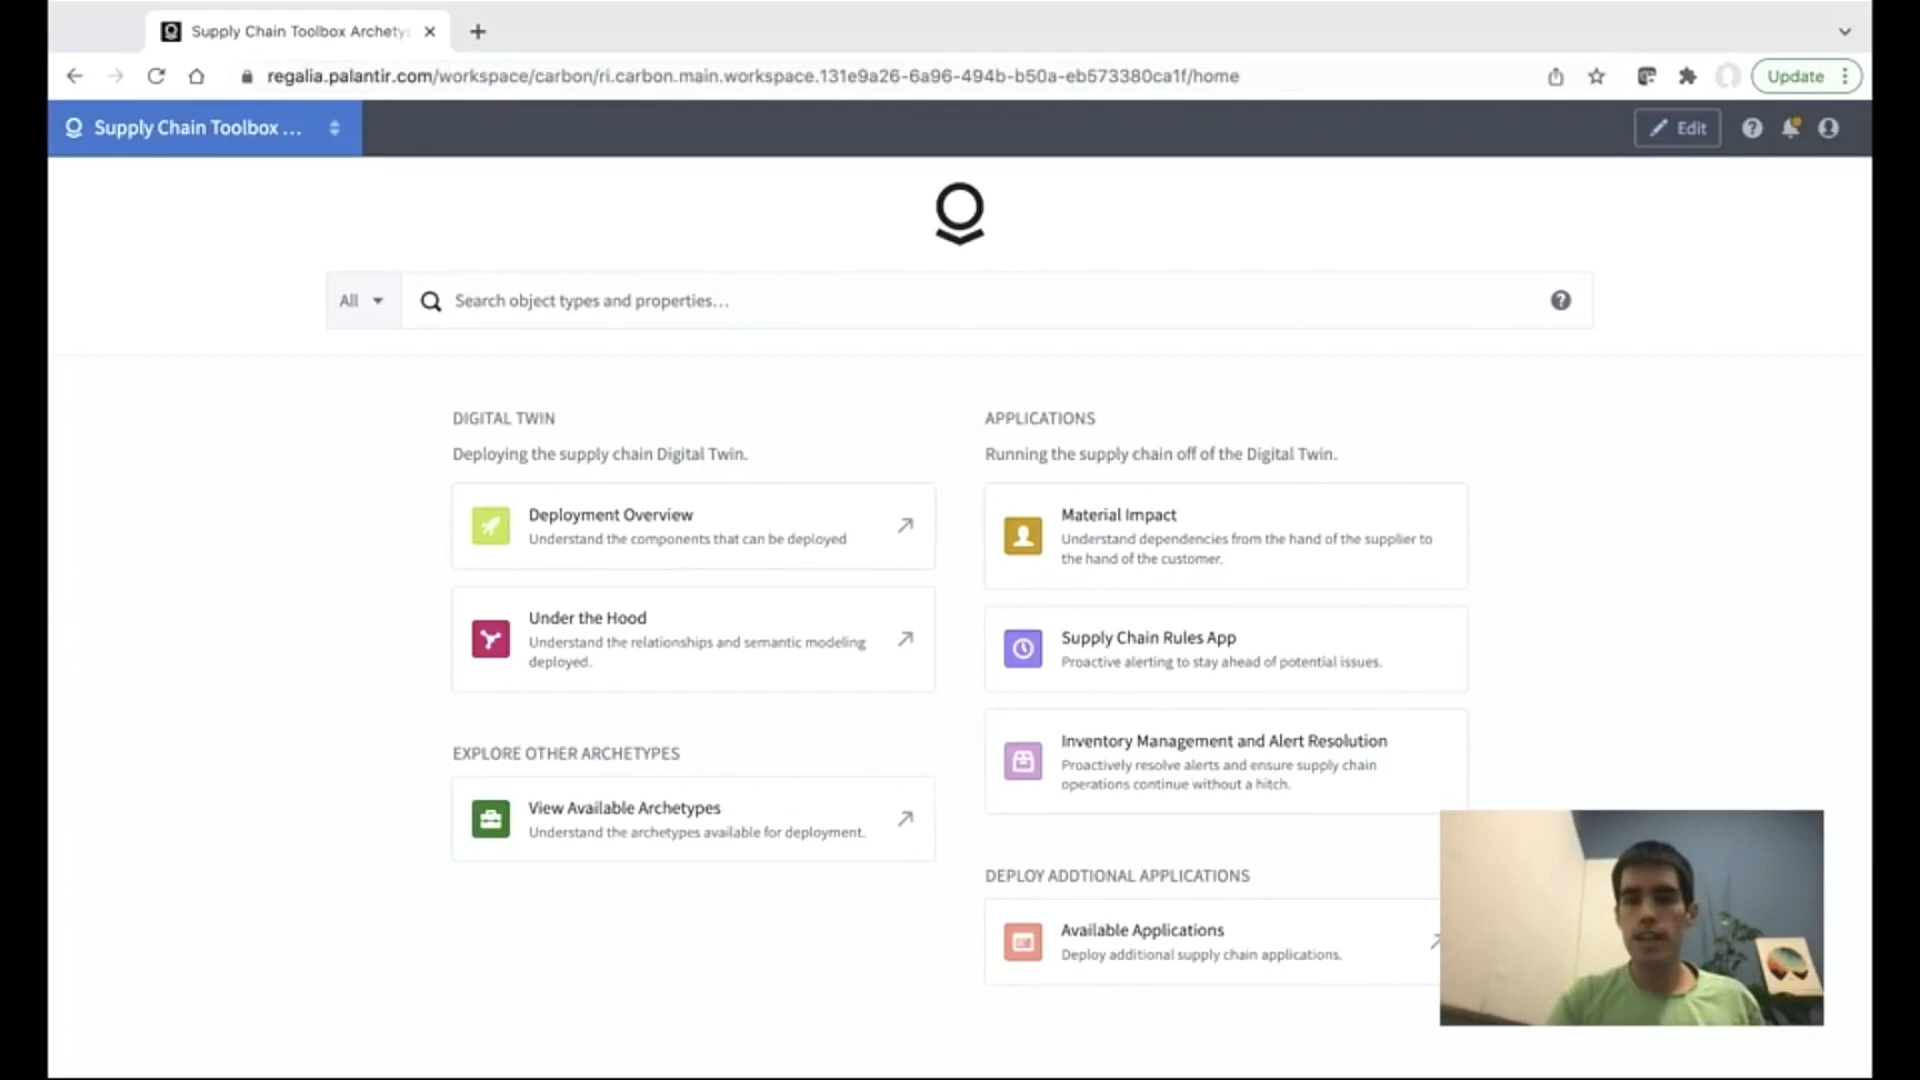 Supply Chain Toolbox Archety
regalia.palantir.com/workspace/carbon/ri.carbon.main.workspace.131e9a26-6a96-494b-b50a-eb573380ca1f/home
Update
Supply Chain Toolbox ...
Edit
All
Search object types and properties...
DIGITAL TWIN
Deploying the supply chain Digital Twin.
Deployment Overview
Understand the components that can be deployed
Under the Hood
Understand the relationships and semantic modeling
deployed.
EXPLORE OTHER ARCHETYPES
View Available Archetypes
Understand the archetypes available for deployment.
APPLICATIONS
Running the supply chain off of the Digital Twin.
Material Impact
Understand dependencies from the hand of the supplier to
the hand of the customer.
Supply Chain Rules App
Proactive alerting to stay ahead of potential issues.
Inventory Management and Alert Resolution
Proactively resolve alerts and ensure supply chain
operations continue without a hitch.
DEPLOY ADDTIONAL APPLICATIONS
Available Applications
Deploy additional supply chain applications.